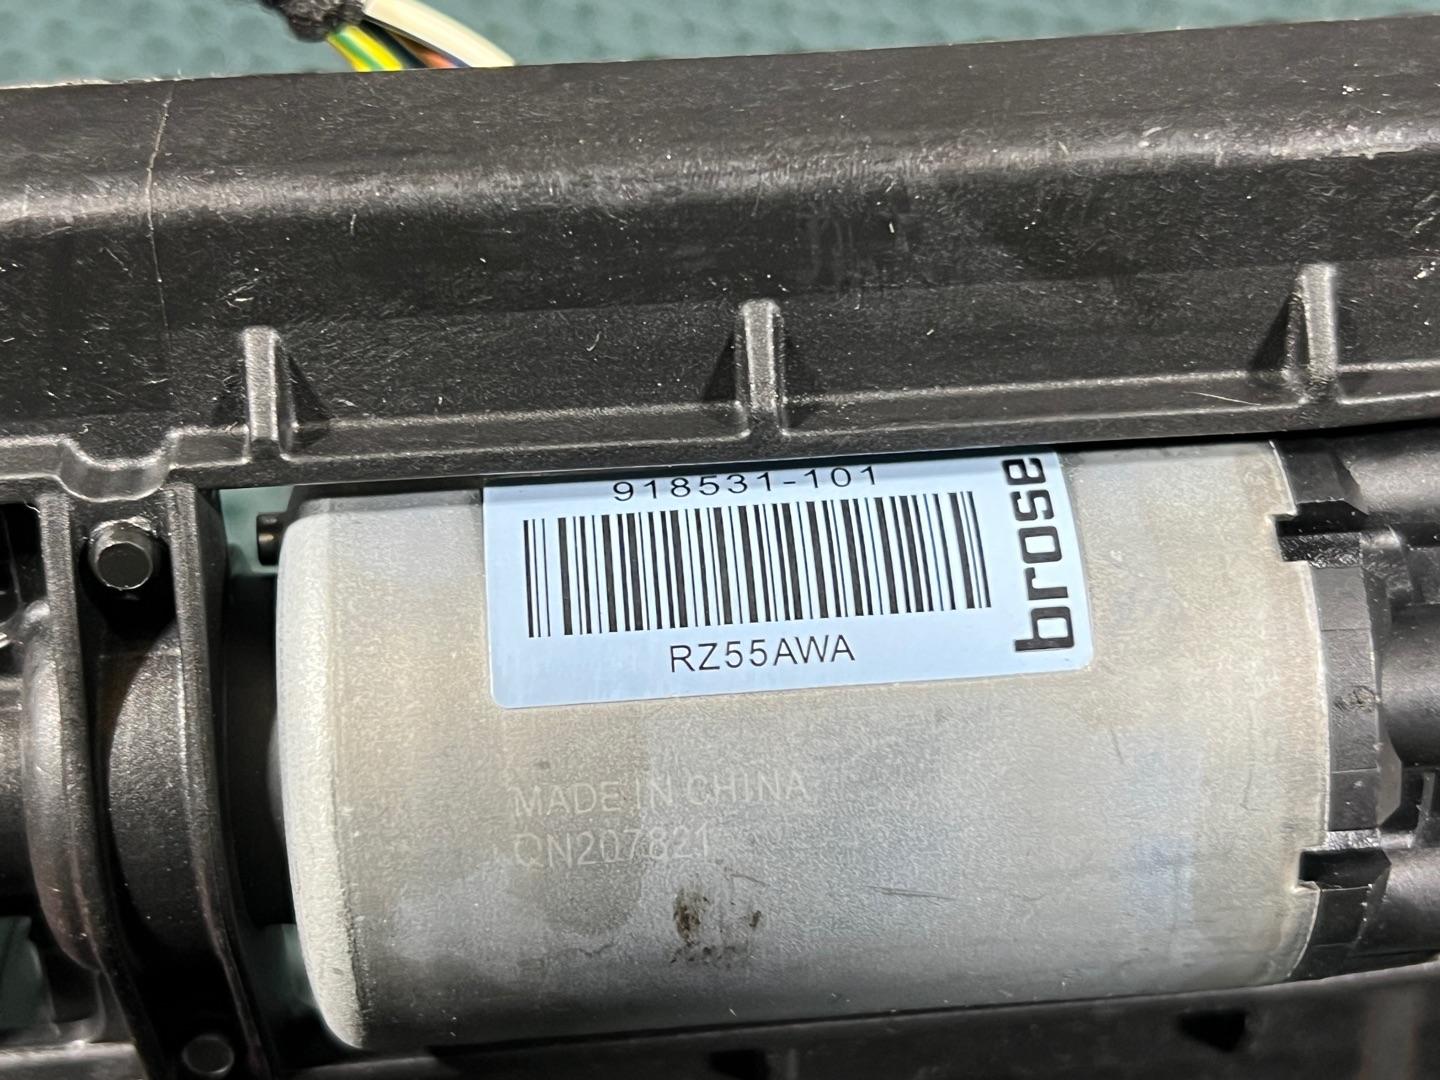 918531-101
brose
RZ55AWA
MADE IN CHINA
QN207821